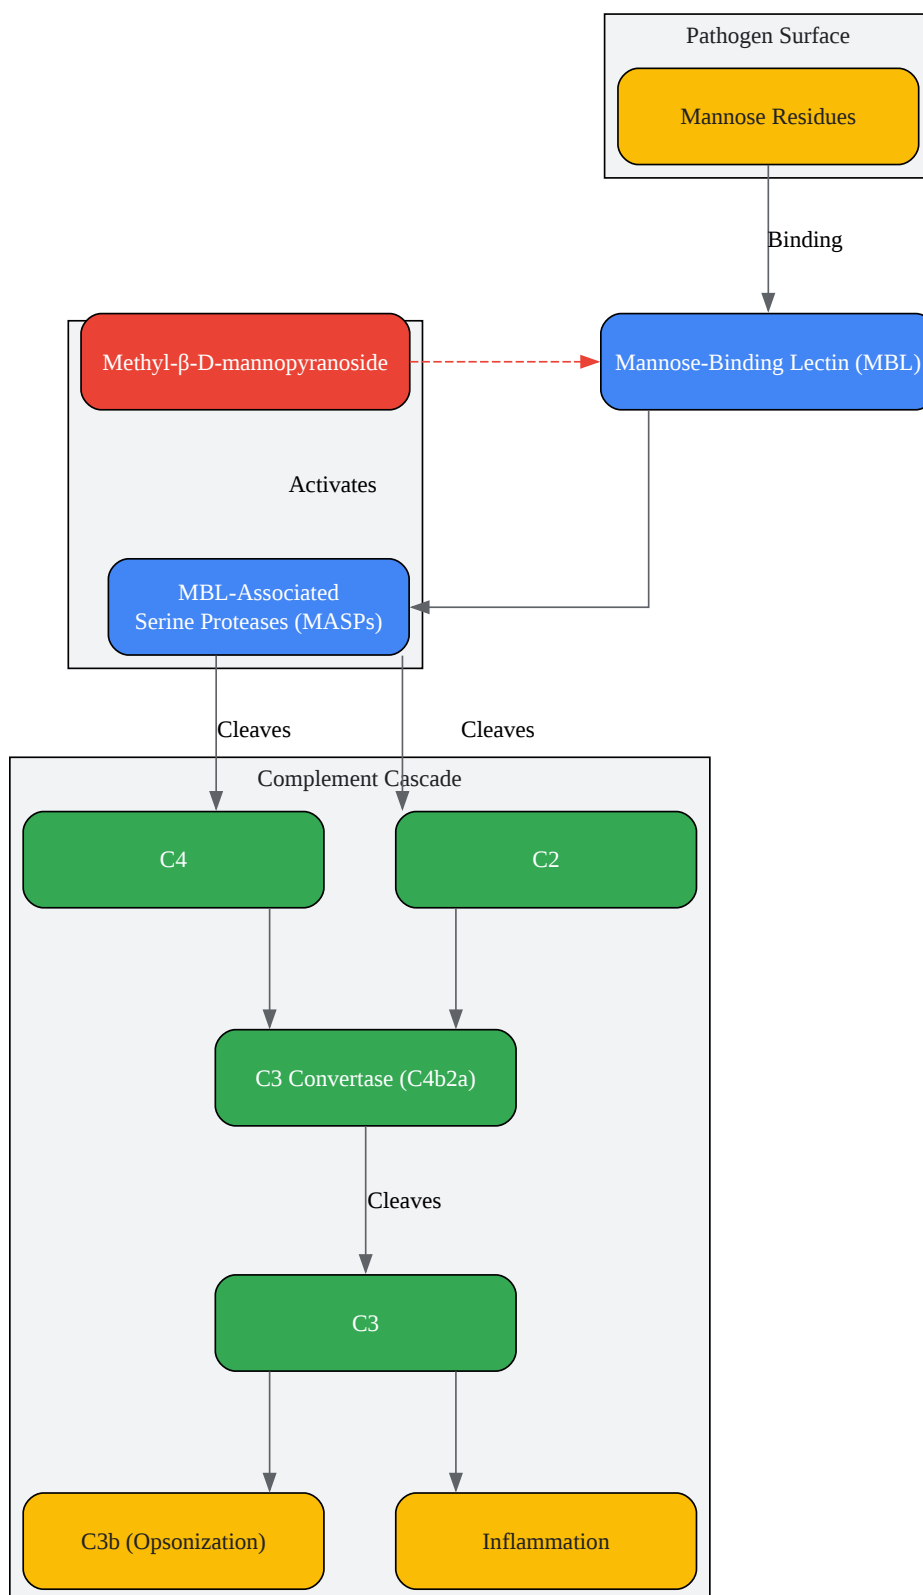 Pathogen Surface
Mannose Residues
Binding
Methyl-β-D-mannopyranoside
Mannose-Binding Lectin (MBL)
Activates
MBL-Associated
Serine Proteases (MASPs)
Cleaves
Cleaves
Complement Cascade
C4
C2
C3 Convertase (C4b2a)
Cleaves
C3
C3b (Opsonization)
Inflammation